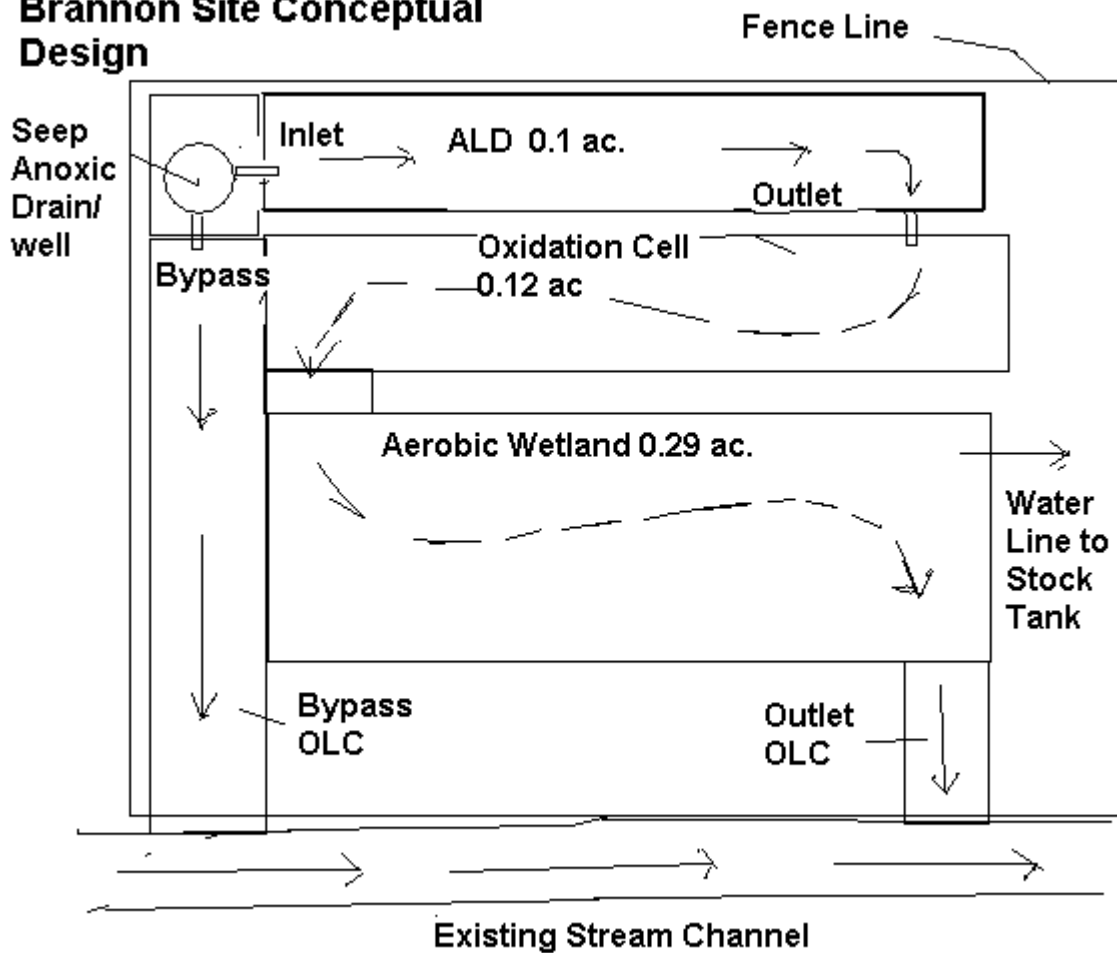 Brannon Site Conceptual
Design
Fence Line
Seep
Anoxic
Drain/
well
Inlet
ALD 0.1 ac.
Outlet
Bypass
Oxidation Cell
0.12 ac
Aerobic Wetland 0.29 ac.
Water
Line to
Stock
Tank
Bypass
OLC
Outlet
OLC
Existing Stream Channel